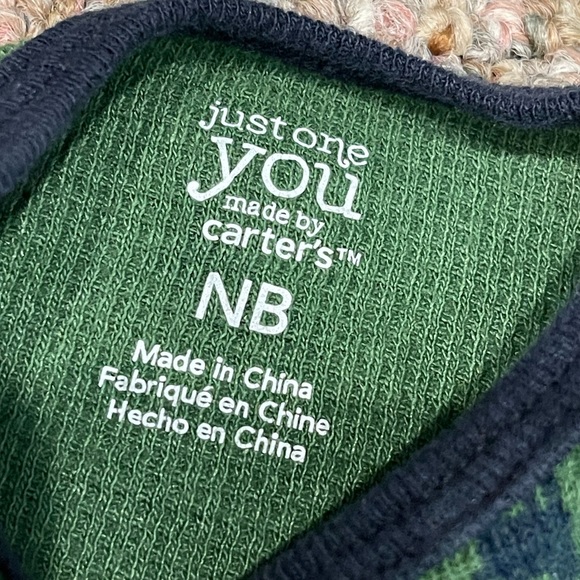 just one
you
made by
carter's™
NB
Made in China
Fabriqué en Chine
Hecho en China